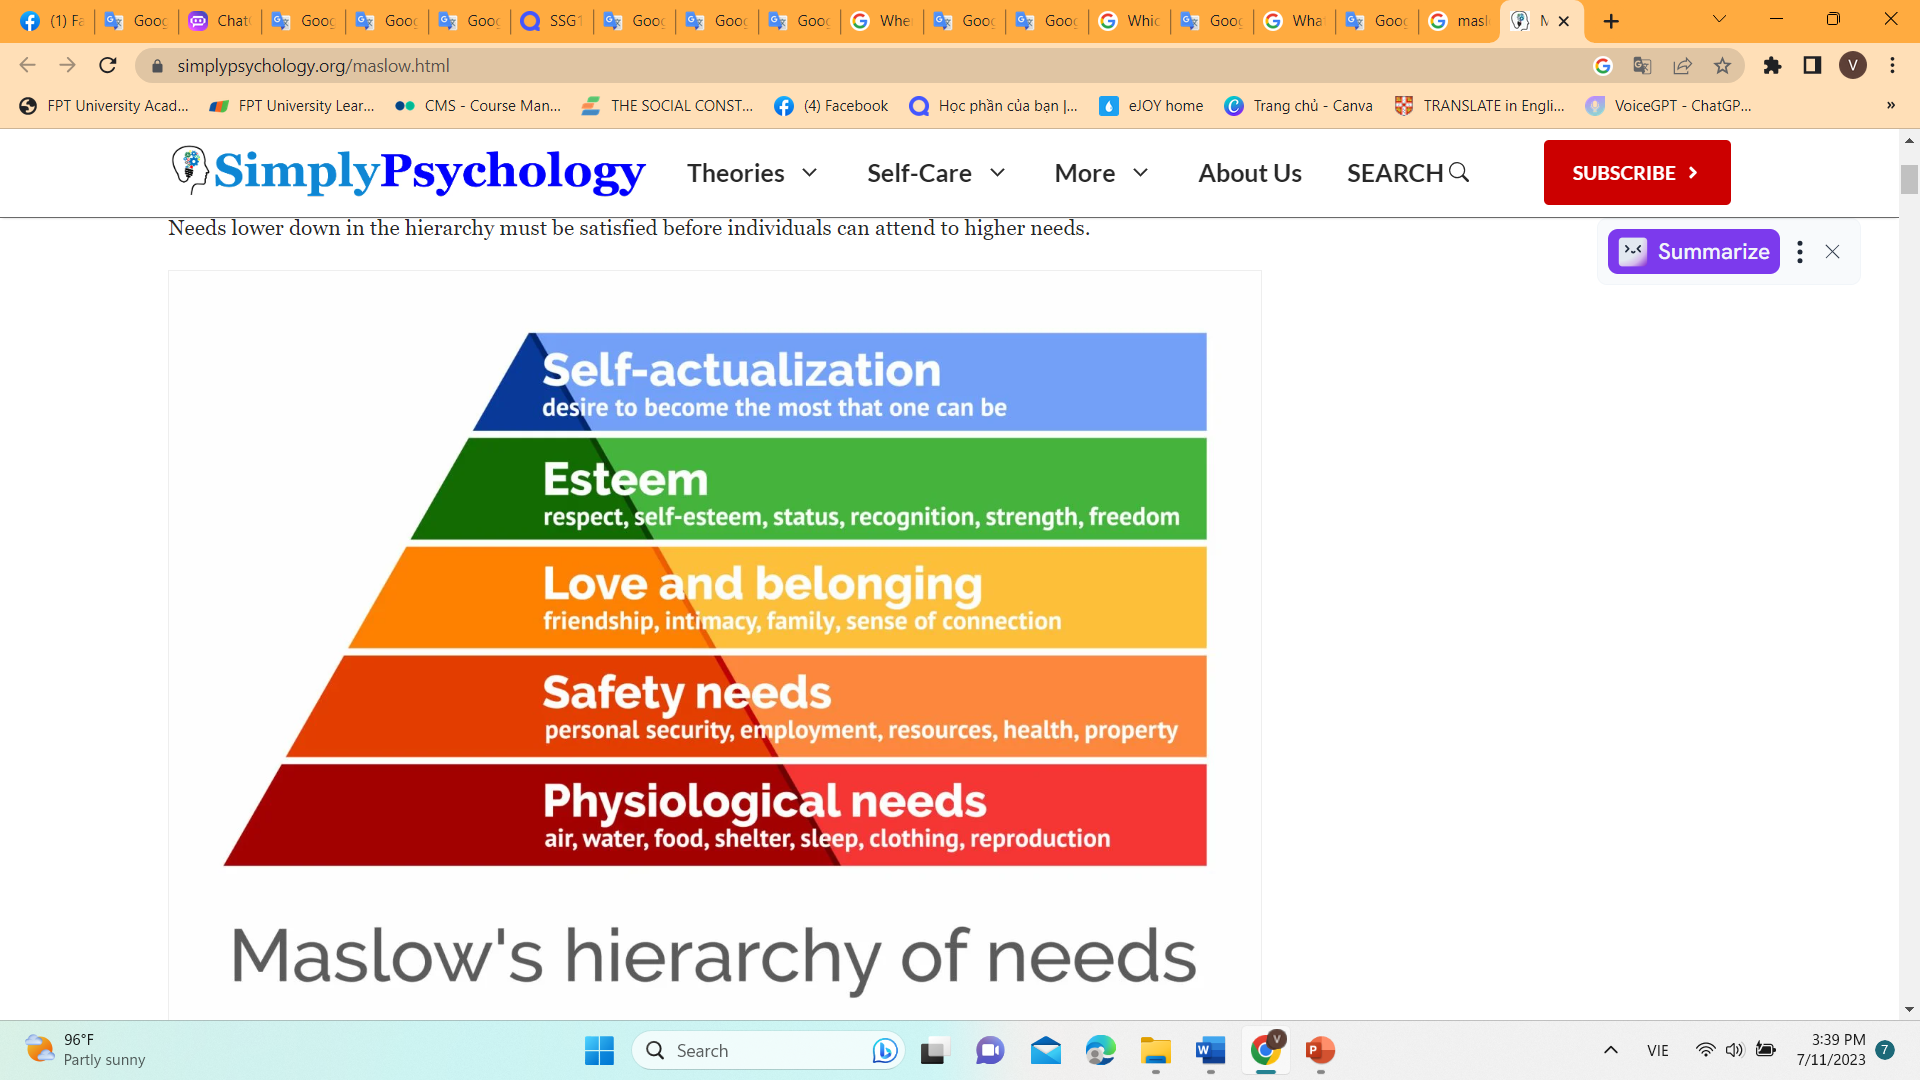 (1) Fa
Goog
Chat
Goog
Goog
Goog
SSG1
Goog
Goog
Goog
Whe
Goog
Goog
Whic
Goog
What
Goog
masl
M
simplypsychology.org/maslow.html
V
FPT University Acad...
FPT University Lear...
CMS - Course Man...
THE SOCIAL CONST...
(4) Facebook
Học phần của bạn |...
eJOY home
Trang chủ - Canva
TRANSLATE in Engli...
VoiceGPT - ChatGP...
»
SimplyPsychology
Theories
Self-Care
More
About Us
SEARCH
SUBSCRIBE
Needs lower down in the hierarchy must be satisfied before individuals can attend to higher needs.
Summarize
Self-actualization
desire to become the most that one can be
Esteem
respect, self-esteem, status, recognition, strength, freedom
Love and belonging
friendship, intimacy, family, sense of connection
Safety needs
personal security, employment, resources, health, property
Physiological needs
air, water, food, shelter, sleep, clothing, reproduction
Maslow's hierarchy of needs
96°F
Partly sunny
Search
VIE
3:39 PM
7/11/2023
7